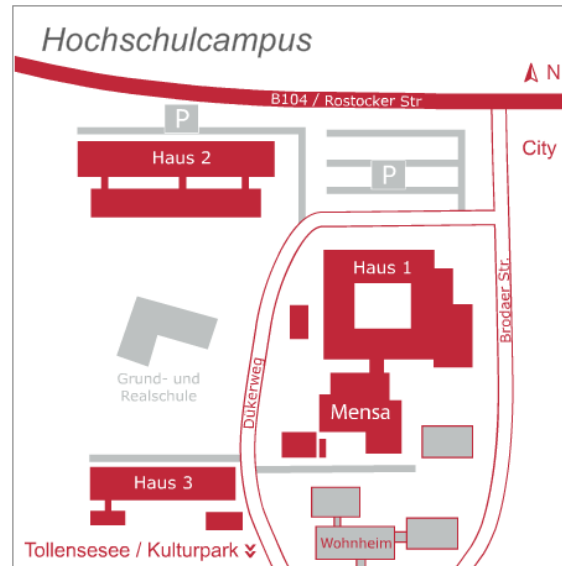 Hochschulcampus
N
B104 / Rostocker Str
P
Haus 2
City
P
Haus 1
Brodaer Str.
Dükerweg
Grund- und
Realschule
Mensa
Haus 3
Wohnheim
Tollensesee / Kulturpark